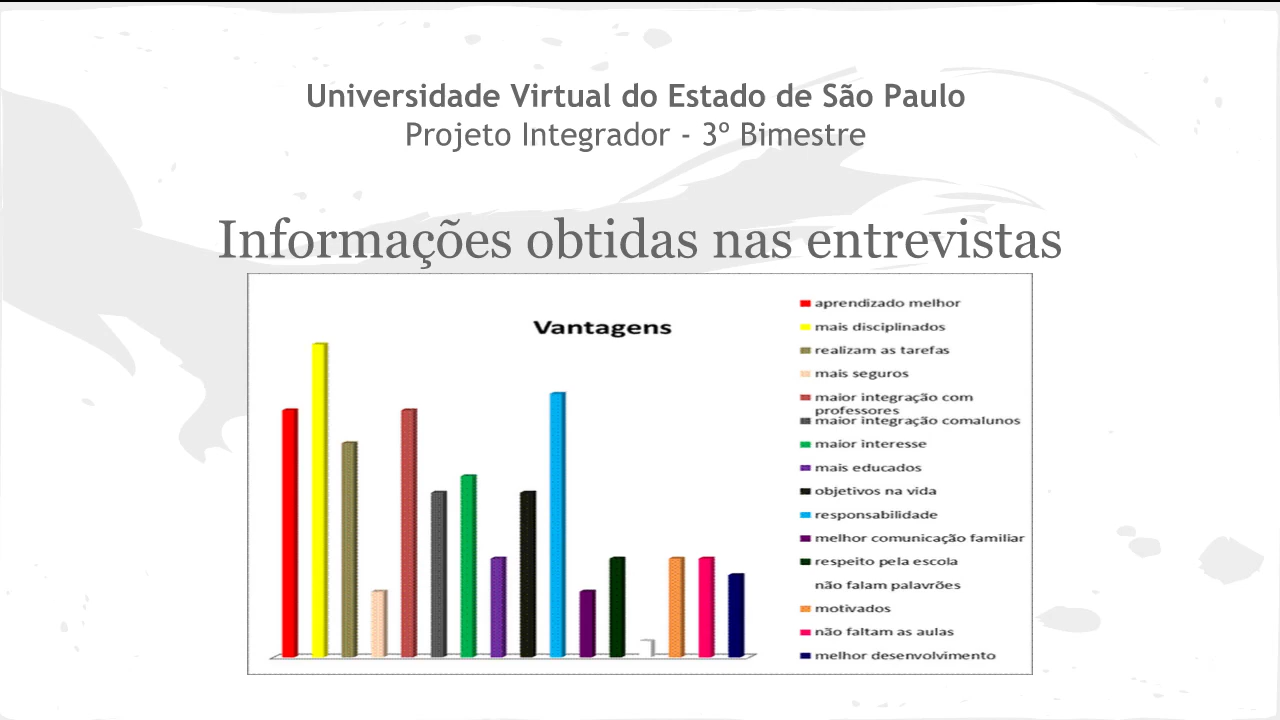 Universidade Virtual do Estado de São Paulo
Projeto Integrador - 3º Bimestre
Informações obtidas nas entrevistas
Vantagens
aprendizado melhor
mais disciplinados
realizam as tarefas
mais seguros
maior integração com
professores
maior integração comalunos
maior interesse
mais educados
objetivos na vida
responsabilidade
melhor comunicação familiar
respeito pela escola
não falam palavrões
motivados
não faltam as aulas
melhor desenvolvimento